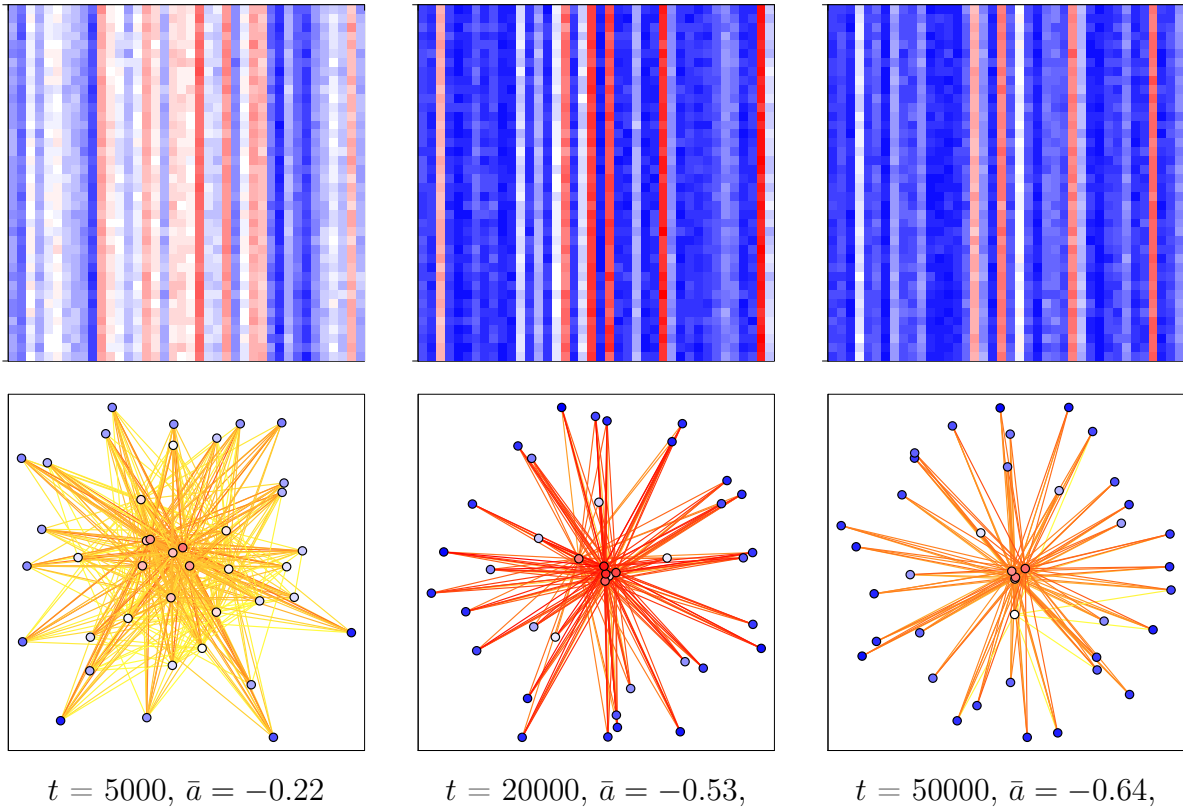 t = 5000, ā = −0.22
t = 20000, ā = −0.53,
t = 50000, ā = −0.64,